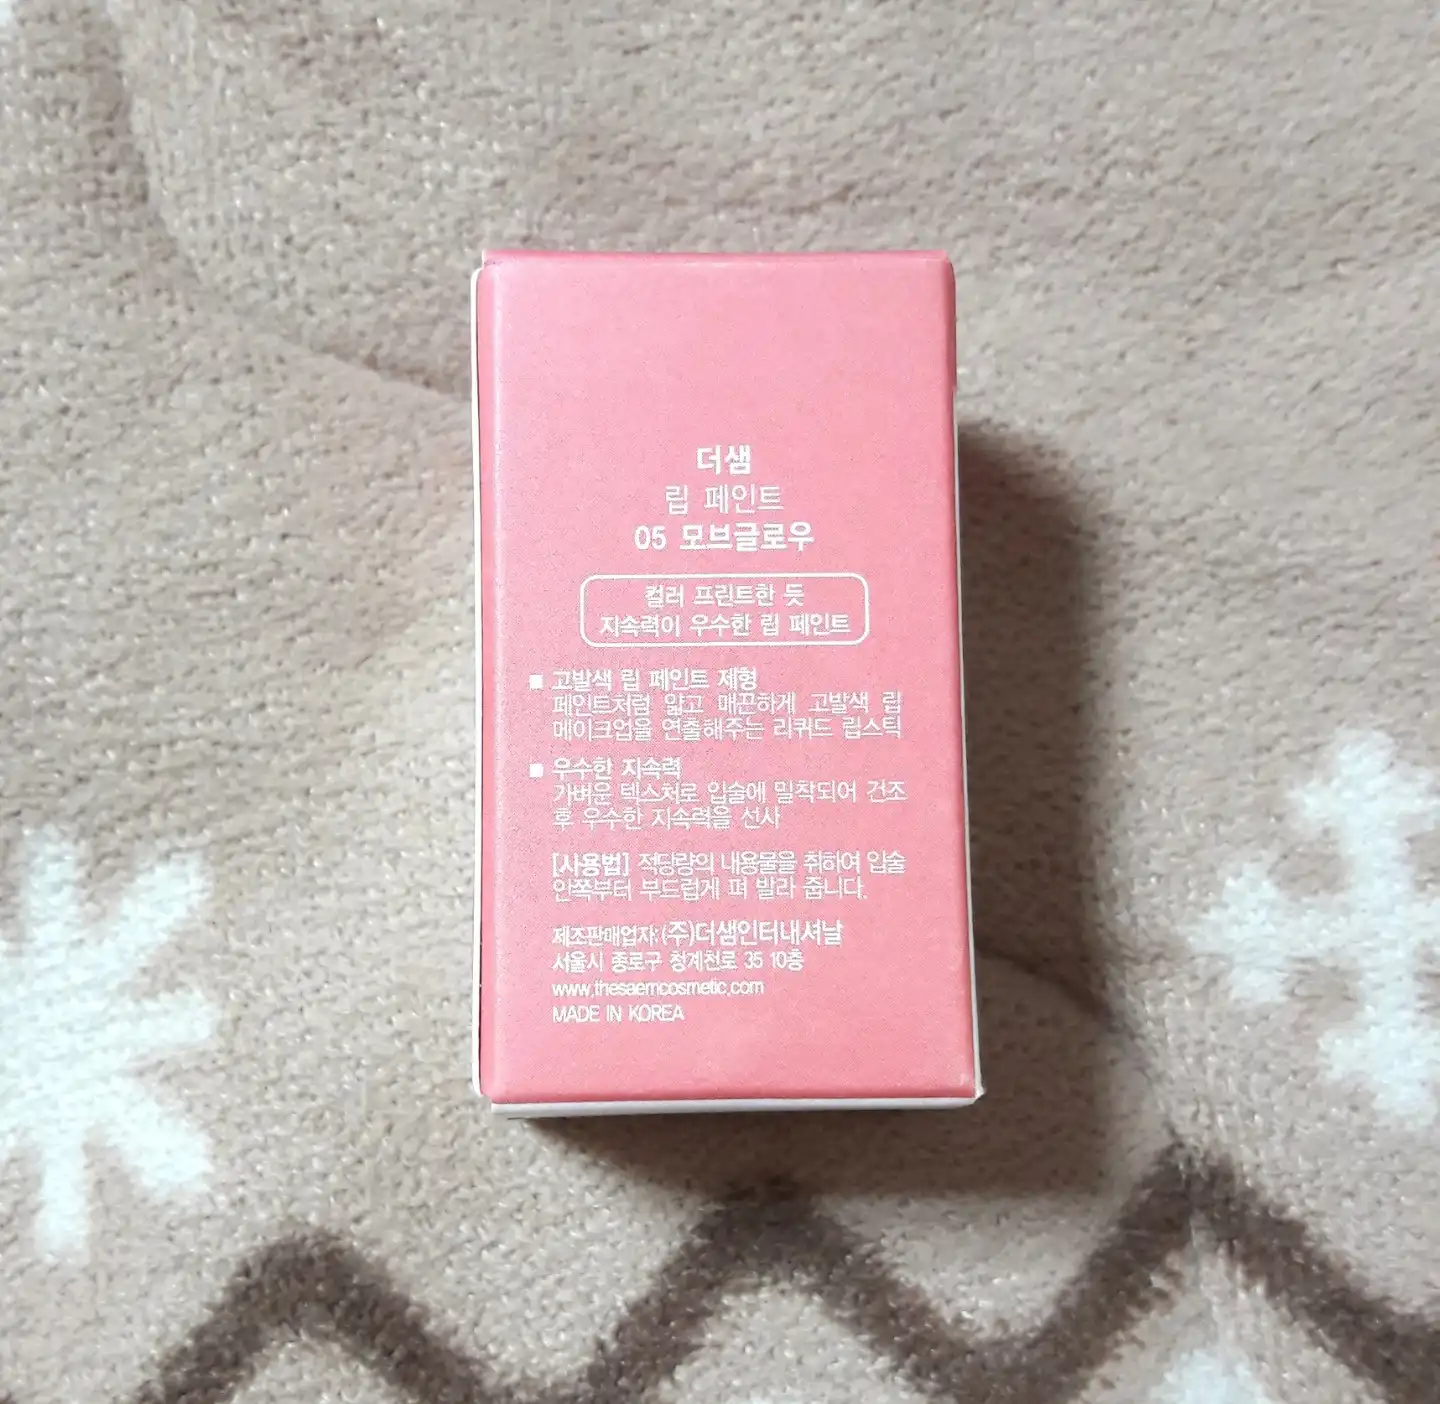 더샘
립 페인트
05 모브글로우
컬러 프린트한 듯
지속력이 우수한 립 페인트
■ 고발색 립 페인트 제형
페인트처럼 얇고 매끈하게 고발색 립
메이크업을 연출해주는 리퀴드 립스틱
■ 우수한 지속력
가벼운 텍스처로 입술에 밀착되어 건조
후 우수한 지속력을 선사
[사용법] 적당량의 내용물을 취하여 입술
안쪽부터 부드럽게 펴 발라 줍니다.
제조판매업자:(주)더샘인터내셔날
서울시 종로구 청계천로 35 10층
www.thesaemcosmetic.com
MADE IN KOREA